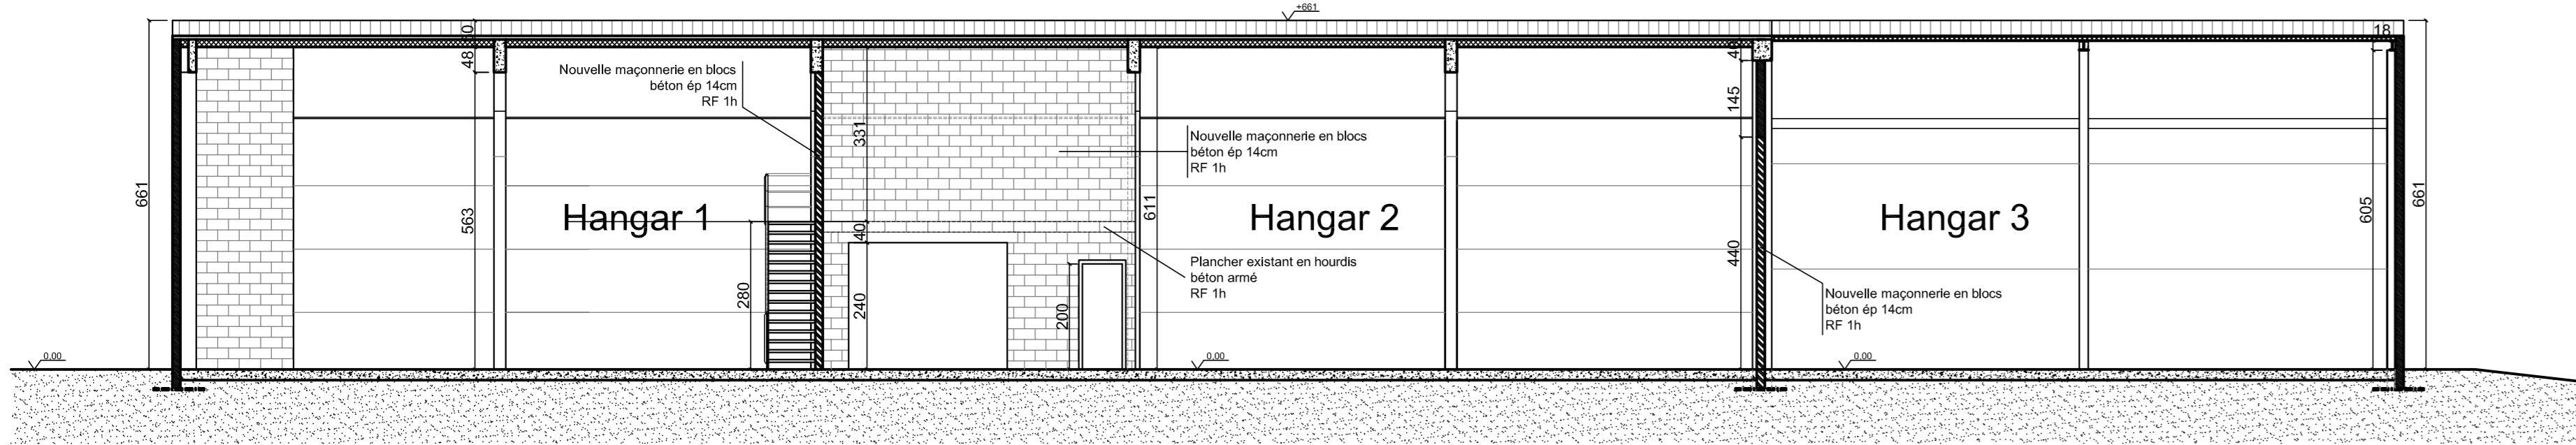 +661
50
48
18
Nouvelle maçonnerie en blocs
béton ép 14cm
RF 1h
331
145
Nouvelle maçonnerie en blocs
béton ép 14cm
RF 1h
661
563
Hangar 1
40
611
Hangar 2
440
Hangar 3
605
661
Plancher existant en hourdis
béton armé
RF 1h
280
240
200
Nouvelle maçonnerie en blocs
béton ép 14cm
RF 1h
0.00
0.00
0.00